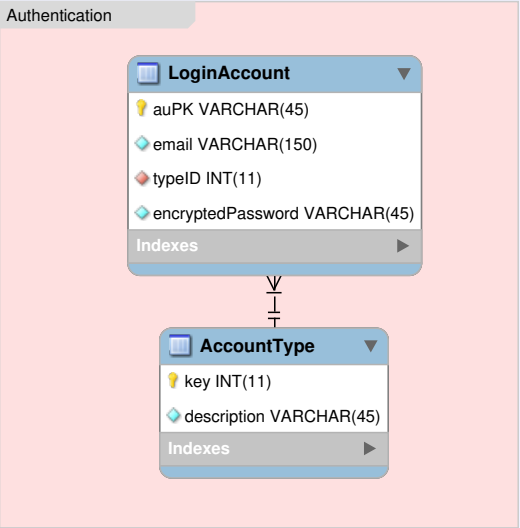 Authentication
LoginAccount
auPK VARCHAR(45)
email VARCHAR(150)
typeID INT(11)
encryptedPassword VARCHAR(45)
Indexes
AccountType
key INT(11)
description VARCHAR(45)
Indexes